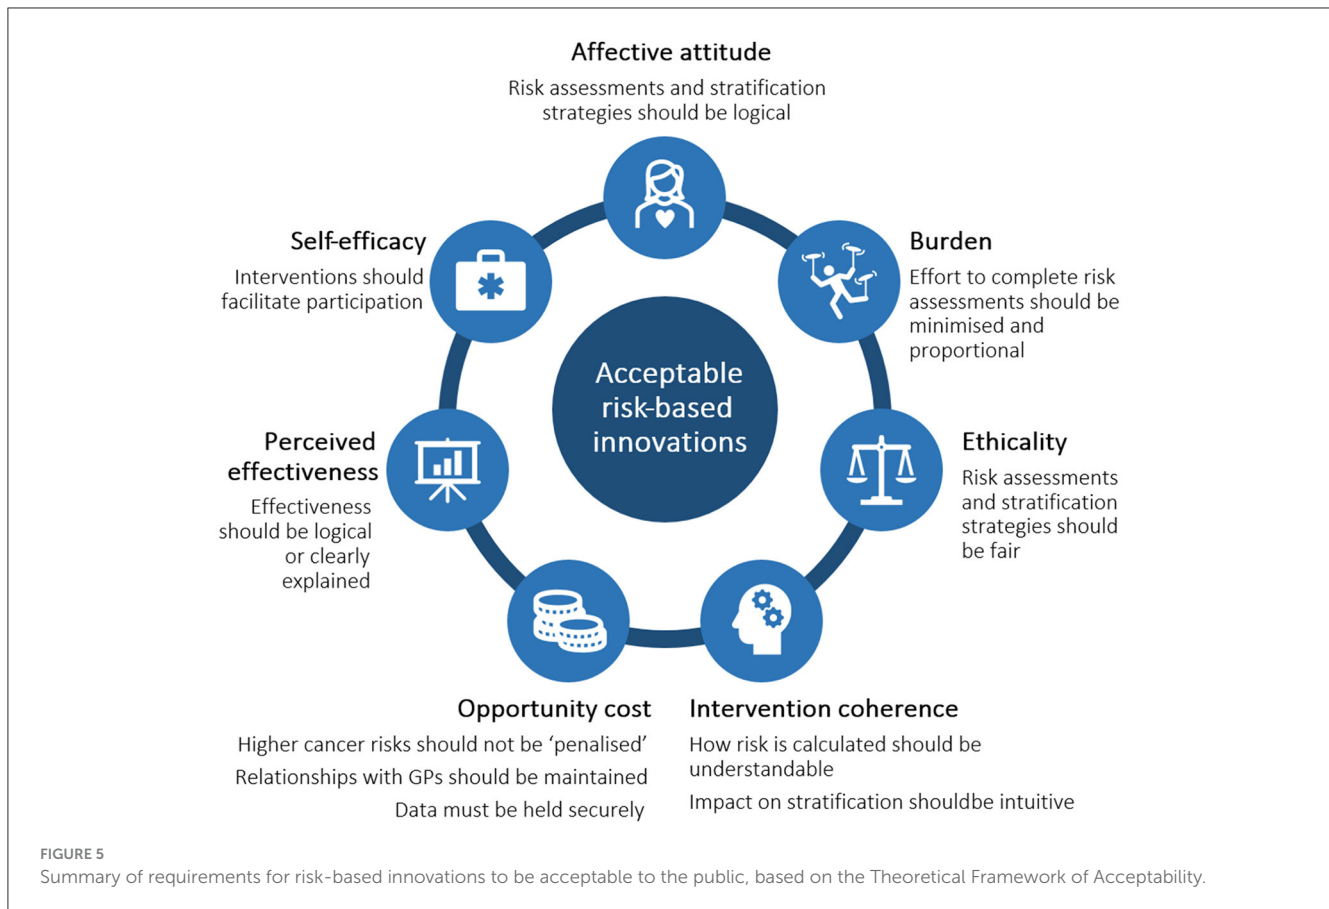 Affective attitude
Risk assessments and stratification
strategies should be logical
Self-efficacy
Interventions should
facilitate participation
Burden
Effort to complete risk
assessments should be
minimised and
proportional
Acceptable
risk-based
innovations
Perceived
effectiveness
Effectiveness
should be logical
or clearly
explained
Ethicality
Risk assessments
and stratification
strategies should
be fair
Opportunity cost
Higher cancer risks should not be ‘penalised’
Relationships with GPs should be maintained
Data must be held securely
Intervention coherence
How risk is calculated should be
understandable
Impact on stratification shouldbe intuitive
FIGURE 5
Summary of requirements for risk-based innovations to be acceptable to the public, based on the Theoretical Framework of Acceptability.